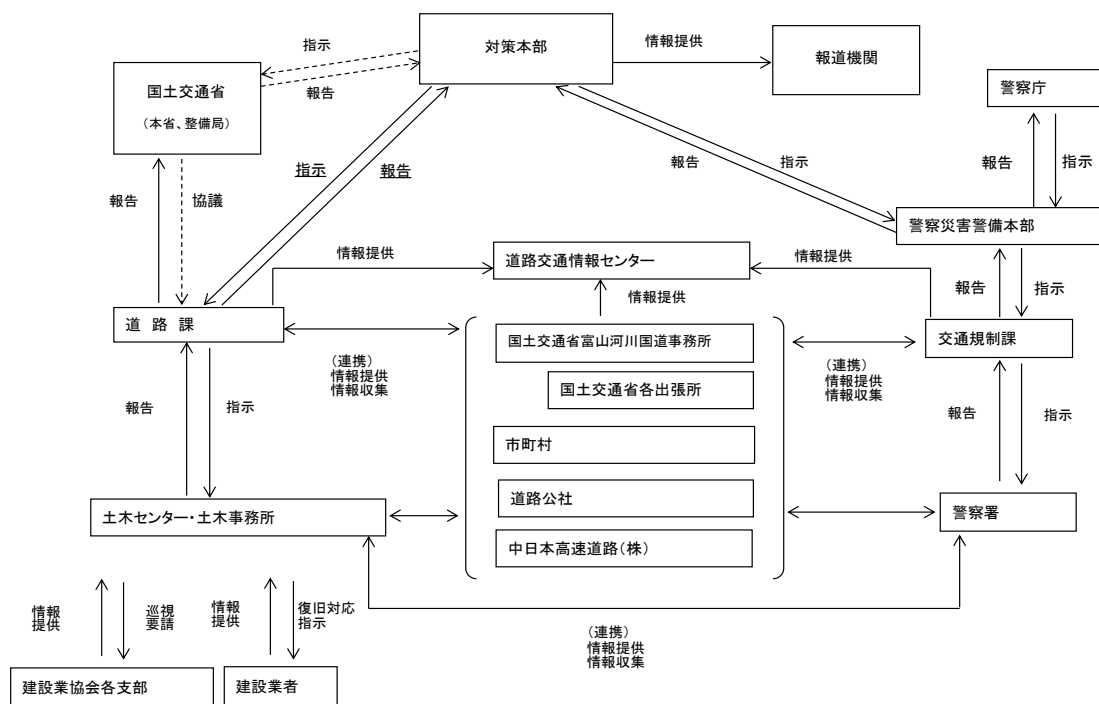 対策本部
情報提供
報道機関
指示
報告
国土交通省
（本省、整備局）
警察庁
報告
指示
指示
報告
報告
指示
報告
協議
警察災害警備本部
情報提供
道路交通情報センター
情報提供
情報提供
報告
指示
道 路 課
国土交通省富山河川国道事務所
交通規制課
（連携）
情報提供
情報収集
（連携）
情報提供
情報収集
国土交通省各出張所
報告
指示
報告
指示
市町村
道路公社
土木センター・土木事務所
警察署
中日本高速道路（株）
情報
提供
巡視
要請
情報
提供
復旧対応
指示
（連携）
情報提供
情報収集
建設業協会各支部
建設業者